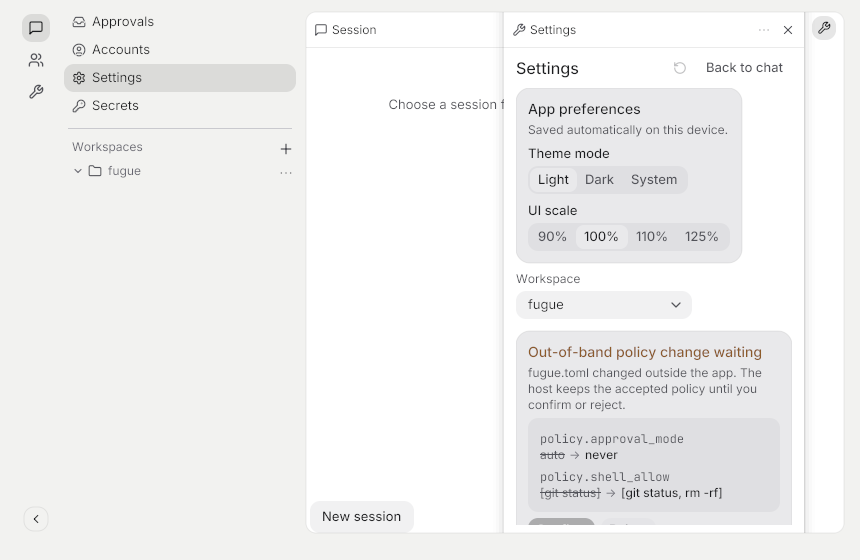 Approvals
Accounts
Settings
Secrets
Workspaces
fugue
Session
Choose a session f
New session
Settings
Settings
Back to chat
App preferences
Saved automatically on this device.
Theme mode
Light Dark System
UI scale
90% 100% 110% 125%
Workspace
fugue
Out-of-band policy change waiting
fugue.toml changed outside the app. The
host keeps the accepted policy until you
confirm or reject.
policy.approval_mode
auto → never
policy.shell_allow
[git status] → [git status, rm -rf]